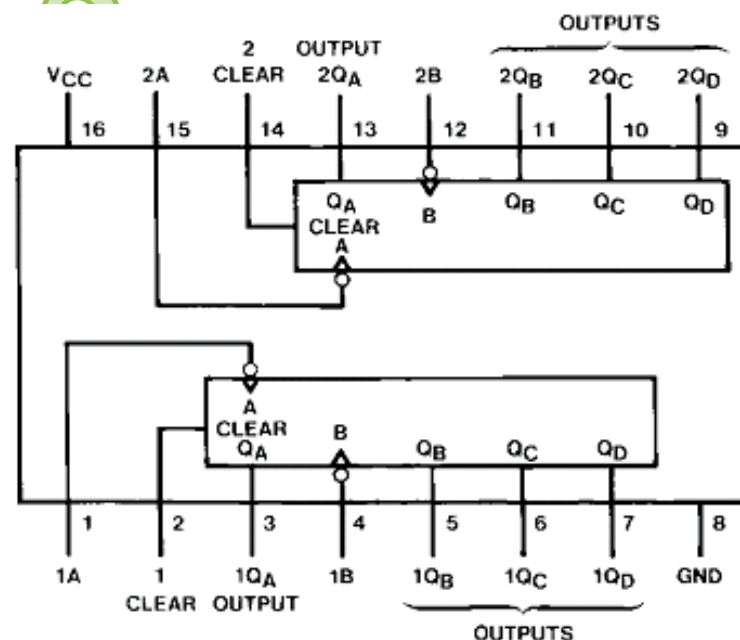 OUTPUTS
2 OUTPUT
VCC 2A CLEAR 2QA 2B 2QB 2QC 2QD
16 15 14 13 12 11 10 9
QA B QB QC QD
CLEAR
A
A
CLEAR B
QA QB QC QD
1 2 3 4 5 6 7 8
1A 1 1QA 1B 1QB 1QC 1QD GND
CLEAR OUTPUT
OUTPUTS